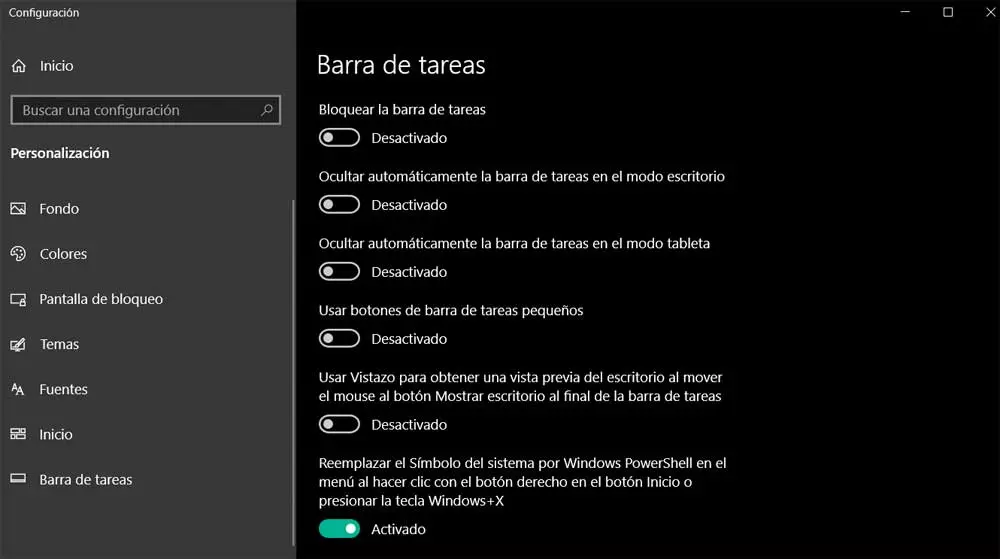 Configuración
Inicio
Buscar una configuración
Personalización
Fondo
Colores
Pantalla de bloqueo
Temas
Fuentes
Inicio
Barra de tareas
Barra de tareas
Bloquear la barra de tareas
Desactivado
Ocultar automáticamente la barra de tareas en el modo escritorio
Desactivado
Ocultar automáticamente la barra de tareas en el modo tableta
Desactivado
Usar botones de barra de tareas pequeños
Desactivado
Usar Vistazo para obtener una vista previa del escritorio al mover
el mouse al botón Mostrar escritorio al final de la barra de tareas
Desactivado
Reemplazar el Símbolo del sistema por Windows PowerShell en el
menú al hacer clic con el botón derecho en el botón Inicio o
presionar la tecla Windows+X
Activado